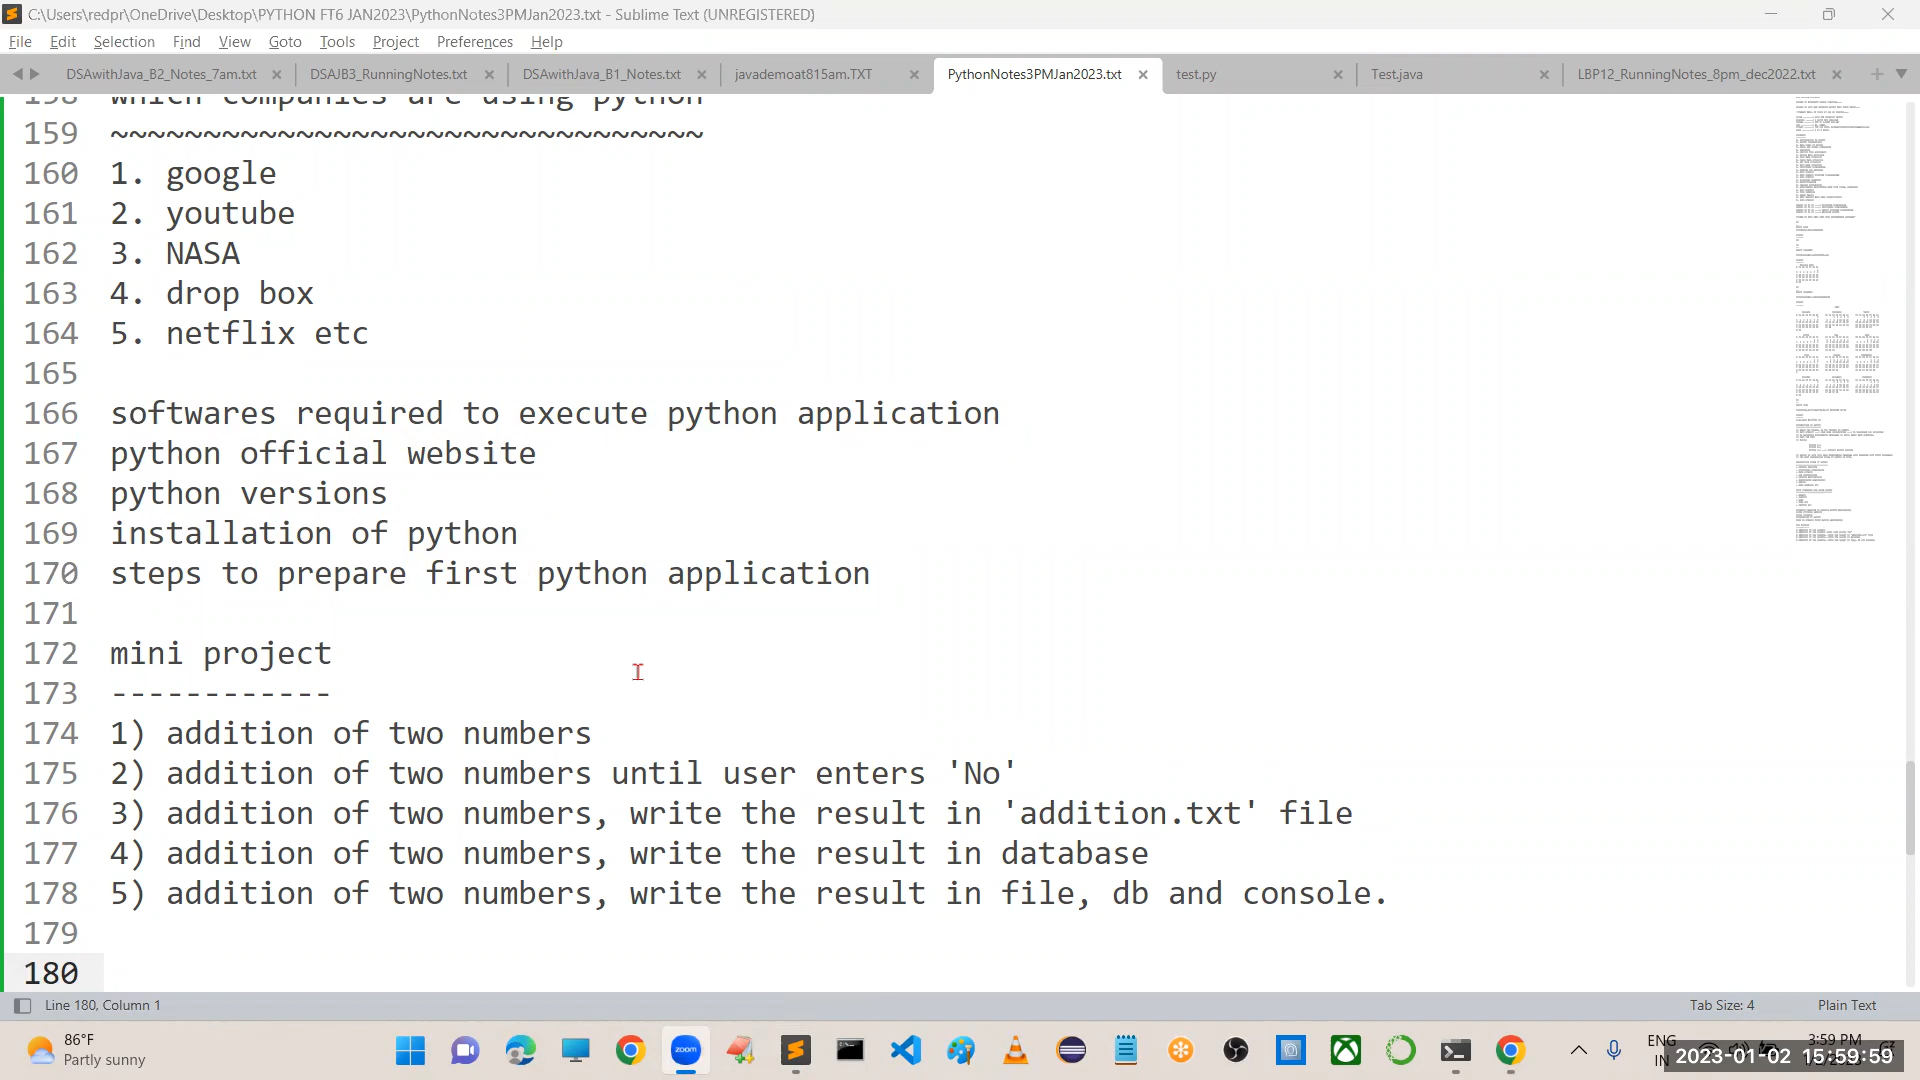 C:\Users\redpr\OneDrive\Desktop\PYTHON FT6 JAN2023\PythonNotes3PMJan2023.txt - Sublime Text (UNREGISTERED)
File Edit Selection Find View Goto Tools Project Preferences Help
DSAwithJava_B2_Notes_7am.txt DSAJB3_RunningNotes.txt DSAwithJava_B1_Notes.txt javademoat815am.TXT PythonNotes3PMJan2023.txt test.py Test.java LBP12_RunningNotes_8pm_dec2022.txt
158 which companies are using python
159 ~~~~~~~~~~~~~~~~~~~~~~~~~~~~~~~~
160 1. google
161 2. youtube
162 3. NASA
163 4. drop box
164 5. netflix etc
165
166 softwares required to execute python application
167 python official website
168 python versions
169 installation of python
170 steps to prepare first python application
171
172 mini project
173 ------------
174 1) addition of two numbers
175 2) addition of two numbers until user enters 'No'
176 3) addition of two numbers, write the result in 'addition.txt' file
177 4) addition of two numbers, write the result in database
178 5) addition of two numbers, write the result in file, db and console.
179
180
Line 180, Column 1 Tab Size: 4 Plain Text
86°F
Partly sunny
zoom
ENG
IN
3:59 PM
2023-01-02 15:59:59